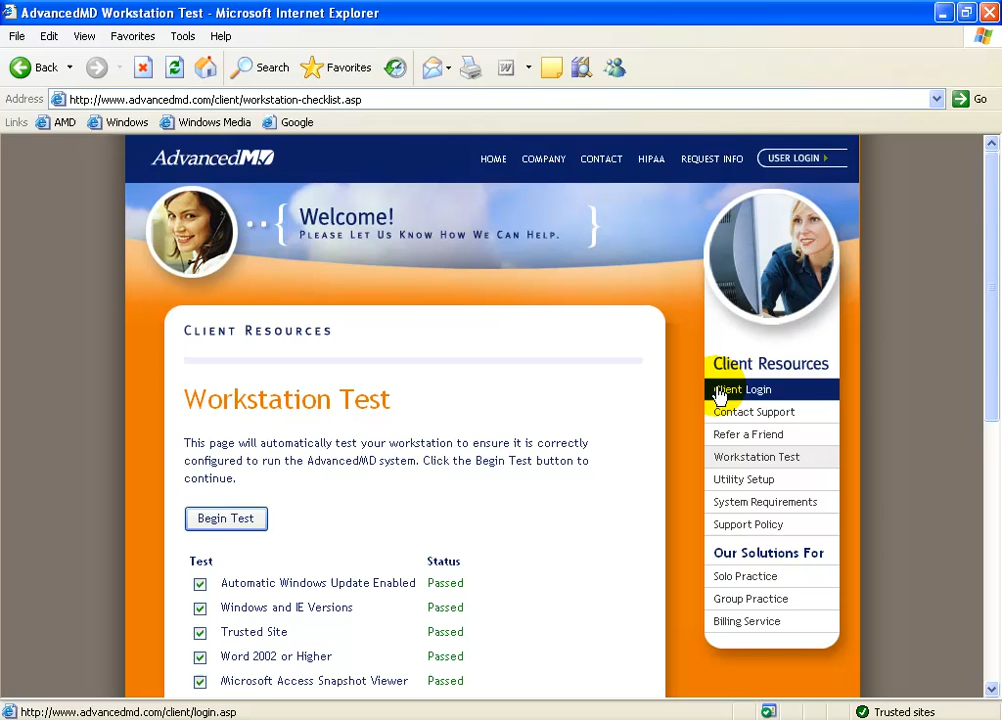 AdvancedMD Workstation Test - Microsoft Internet Explorer
File Edit View Favorites Tools Help
Back Search Favorites
Address http://www.advancedmd.com/client/workstation-checklist.asp Go
Links AMD Windows Windows Media Google
AdvancedMD HOME COMPANY CONTACT HIPAA REQUEST INFO USER LOGIN
Welcome!
PLEASE LET US KNOW HOW WE CAN HELP.
CLIENT RESOURCES
Workstation Test
This page will automatically test your workstation to ensure it is correctly
configured to run the AdvancedMD system. Click the Begin Test button to
continue.
Begin Test
Test Status
Automatic Windows Update Enabled Passed
Windows and IE Versions Passed
Trusted Site Passed
Word 2002 or Higher Passed
Microsoft Access Snapshot Viewer Passed
Client Resources
Client Login
Contact Support
Refer a Friend
Workstation Test
Utility Setup
System Requirements
Support Policy
Our Solutions For
Solo Practice
Group Practice
Billing Service
http://www.advancedmd.com/client/login.asp Trusted sites